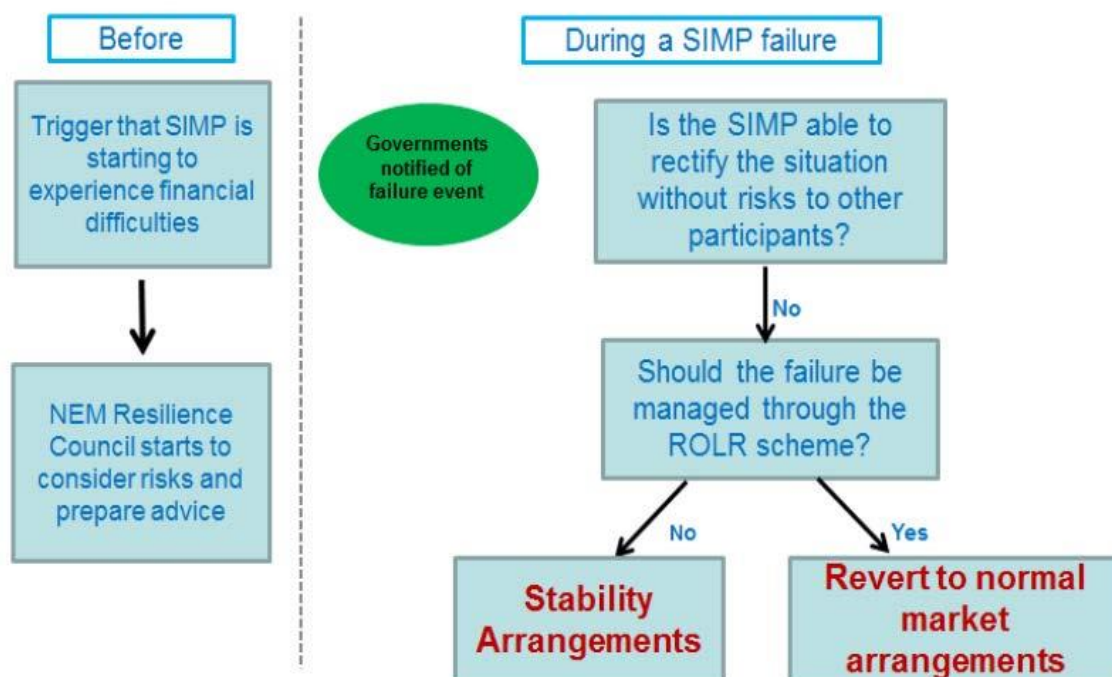 Before
Trigger that SIMP is
starting to
experience financial
difficulties
NEM Resilience
Council starts to
consider risks and
prepare advice
During a SIMP failure
Governments
notified of
failure event
Is the SIMP able to
rectify the situation
without risks to other
participants?
No
Should the failure be
managed through the
ROLR scheme?
No
Yes
Stability
Arrangements
Revert to normal
market
arrangements